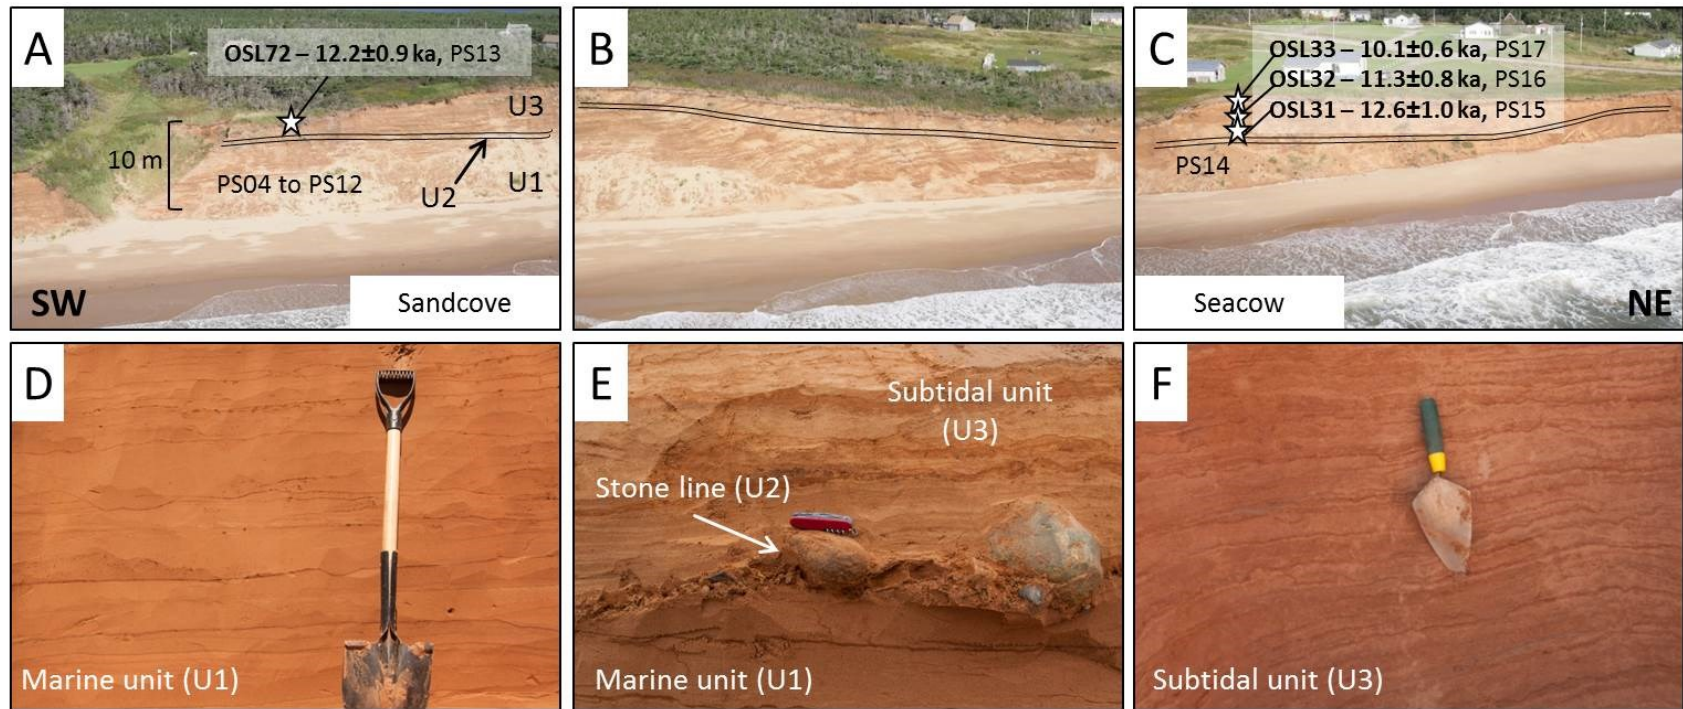 A
OSL72 – 12.2±0.9 ka, PS13
U3
10 m
PS04 to PS12
U2
U1
SW
Sandcove
B
C
OSL33 – 10.1±0.6 ka, PS17
OSL32 – 11.3±0.8 ka, PS16
OSL31 – 12.6±1.0 ka, PS15
PS14
Seacow
NE
D
Marine unit (U1)
E
Subtidal unit
(U3)
Stone line (U2)
Marine unit (U1)
F
Subtidal unit (U3)